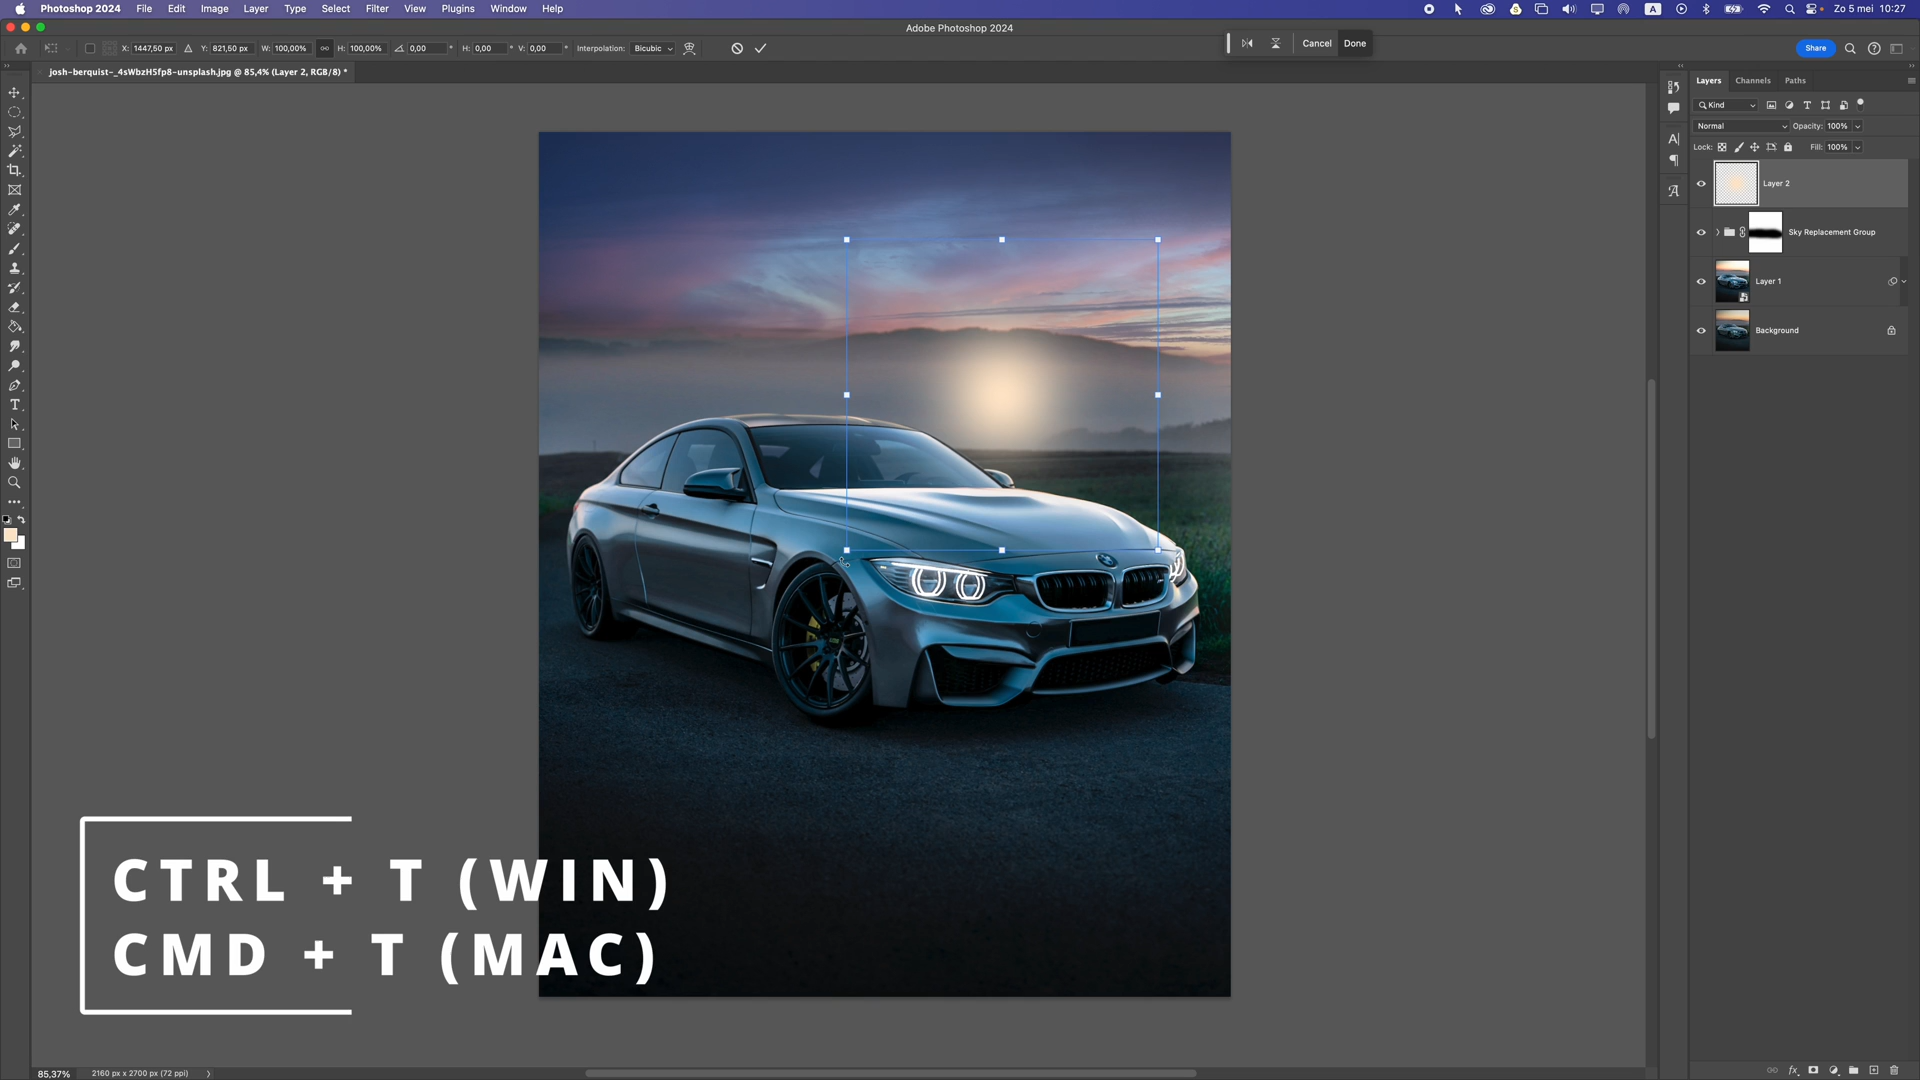 Photoshop 2024 File Edit Image Layer Type Select Filter View Plugins Window Help A Zo 5 mei 10:27
Adobe Photoshop 2024
X: 1447,50 px Y: 821,50 px W: 100,00% H: 100,00% 0,00 ° H: 0,00 ° V: 0,00 ° Interpolation: Bicubic Cancel Done Share
josh-berquist-_4sWbzH5fp8-unsplash.jpg @ 85,4% (Layer 2, RGB/8) *
Layers Channels Paths
Kind
Normal Opacity: 100%
Lock: Fill: 100%
Layer 2
Sky Replacement Group
Layer 1
Background
CTRL + T (WIN)
CMD + T (MAC)
85,37% 2160 px x 2700 px (72 ppi)